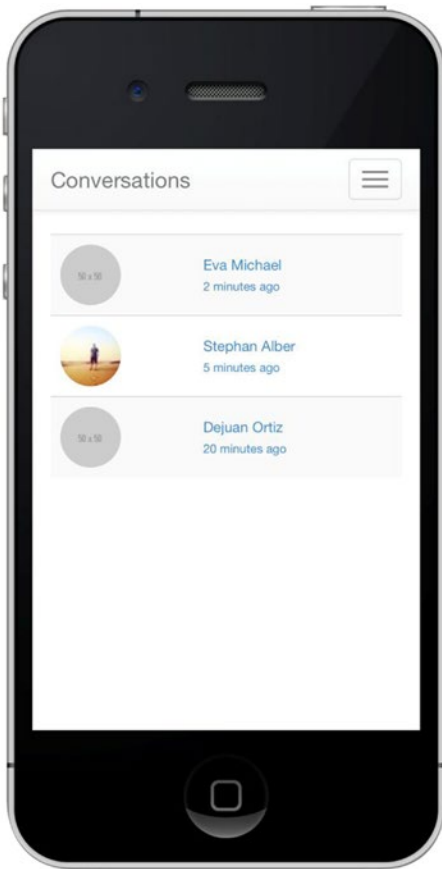 Conversations
50 x 50
Eva Michael
2 minutes ago
Stephan Alber
5 minutes ago
50 x 50
Dejuan Ortiz
20 minutes ago